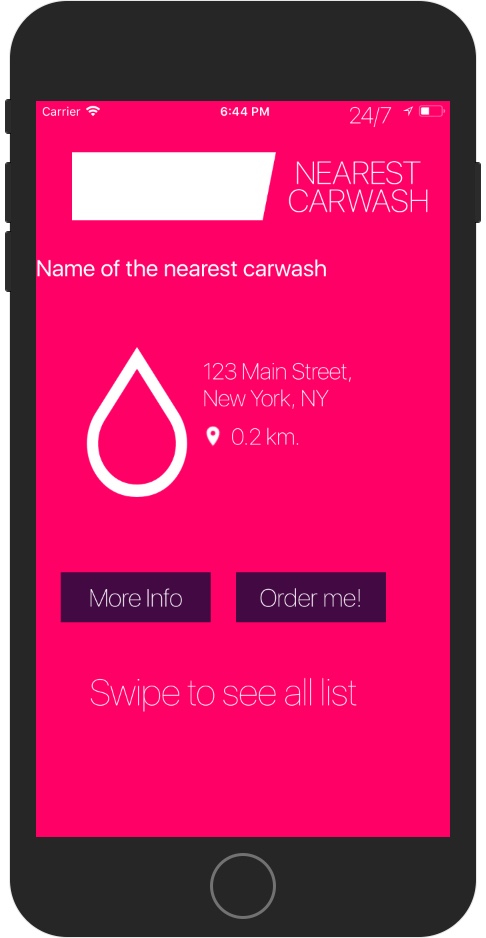 Carrier 6:44 PM 24/7
NEAREST
CARWASH
Name of the nearest carwash
123 Main Street,
New York, NY
0.2 km.
More Info Order me!
Swipe to see all list